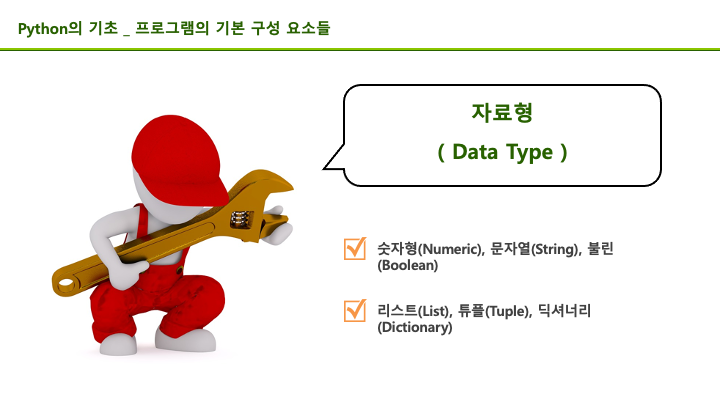 Python의 기초 _ 프로그램의 기본 구성 요소들
자료형
( Data Type )
숫자형(Numeric), 문자열(String), 불린
(Boolean)
리스트(List), 튜플(Tuple), 딕셔너리
(Dictionary)